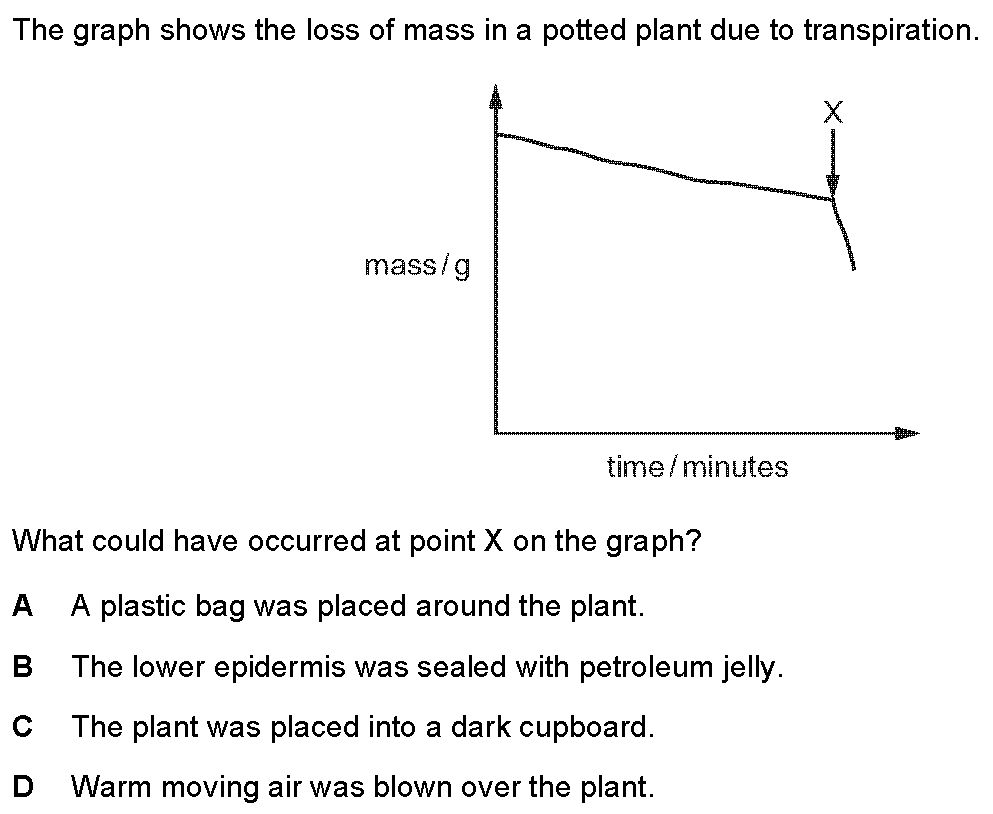 The graph shows the loss of mass in a potted plant due to transpiration.
X
mass/g
time/minutes
What could have occurred at point X on the graph?
A A plastic bag was placed around the plant.
B The lower epidermis was sealed with petroleum jelly.
C The plant was placed into a dark cupboard.
D Warm moving air was blown over the plant.